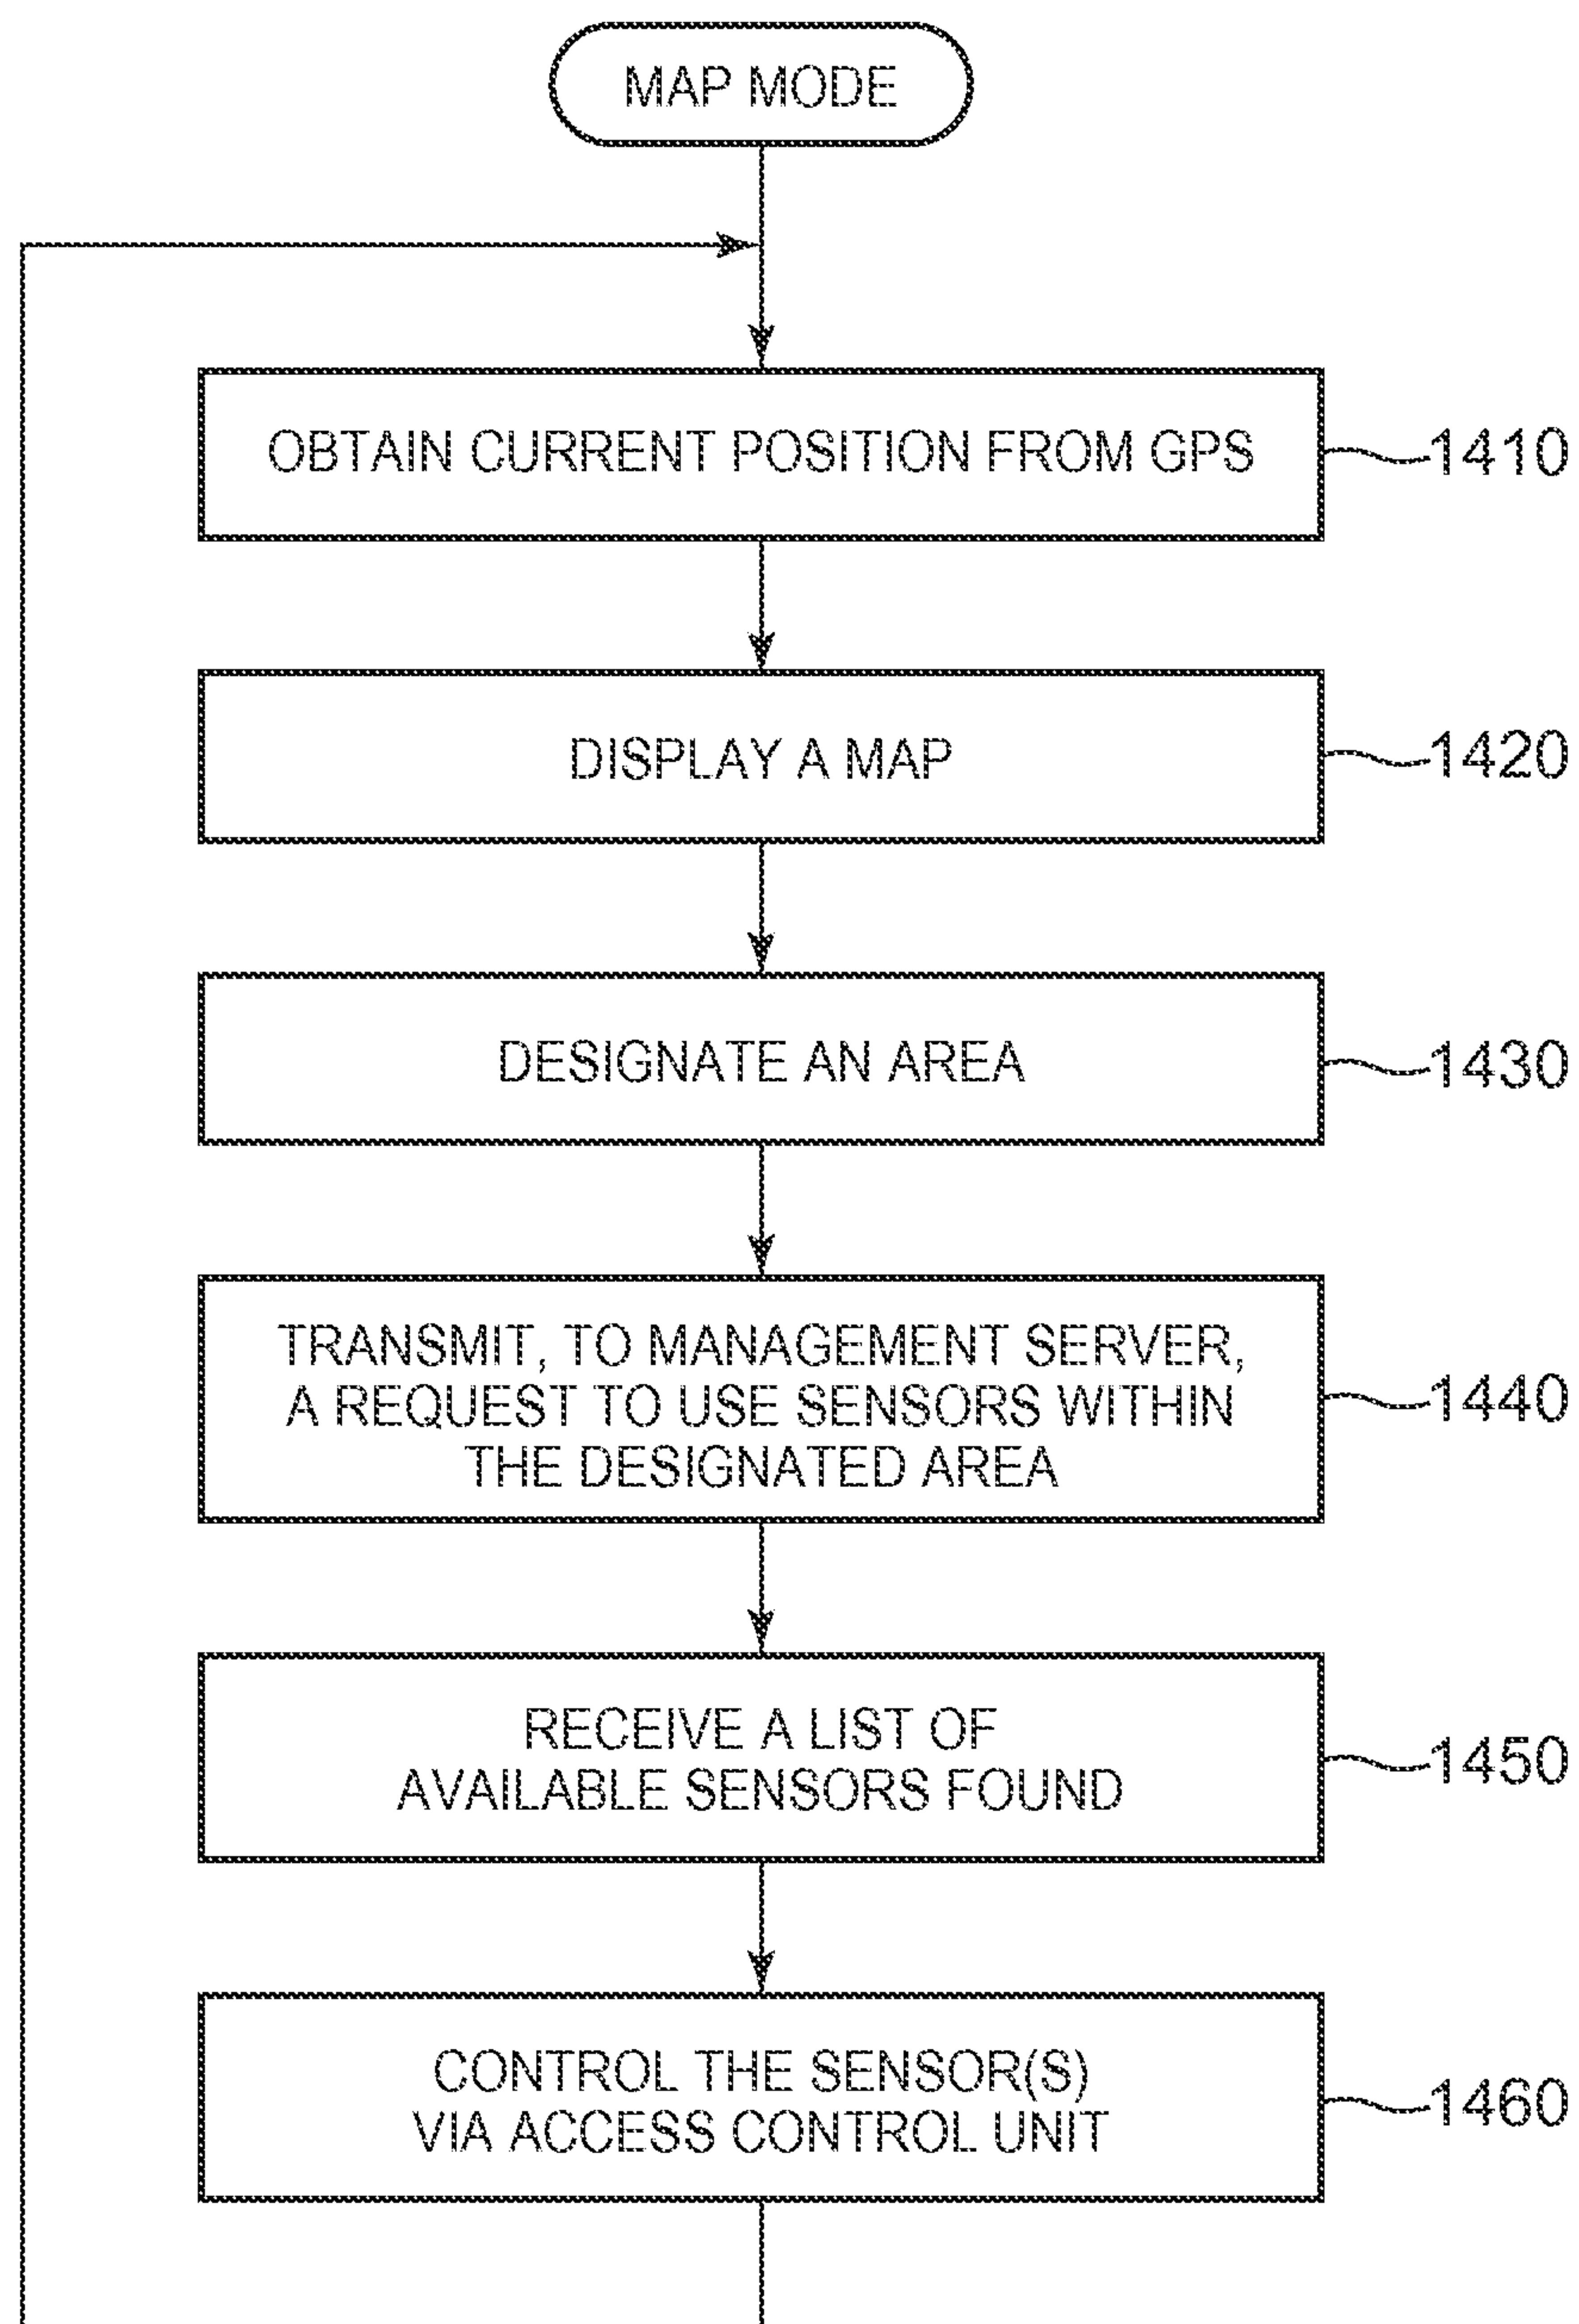 MAP MODE
OBTAIN CURRENT POSITION FROM GPS
1410
DISPLAY A MAP
1420
DESIGNATE AN AREA
1430
TRANSMIT, TO MANAGEMENT SERVER,
A REQUEST TO USE SENSORS WITHIN
THE DESIGNATED AREA
1440
RECEIVE A LIST OF
AVAILABLE SENSORS FOUND
1450
CONTROL THE SENSOR(S)
VIA ACCESS CONTROL UNIT
1460